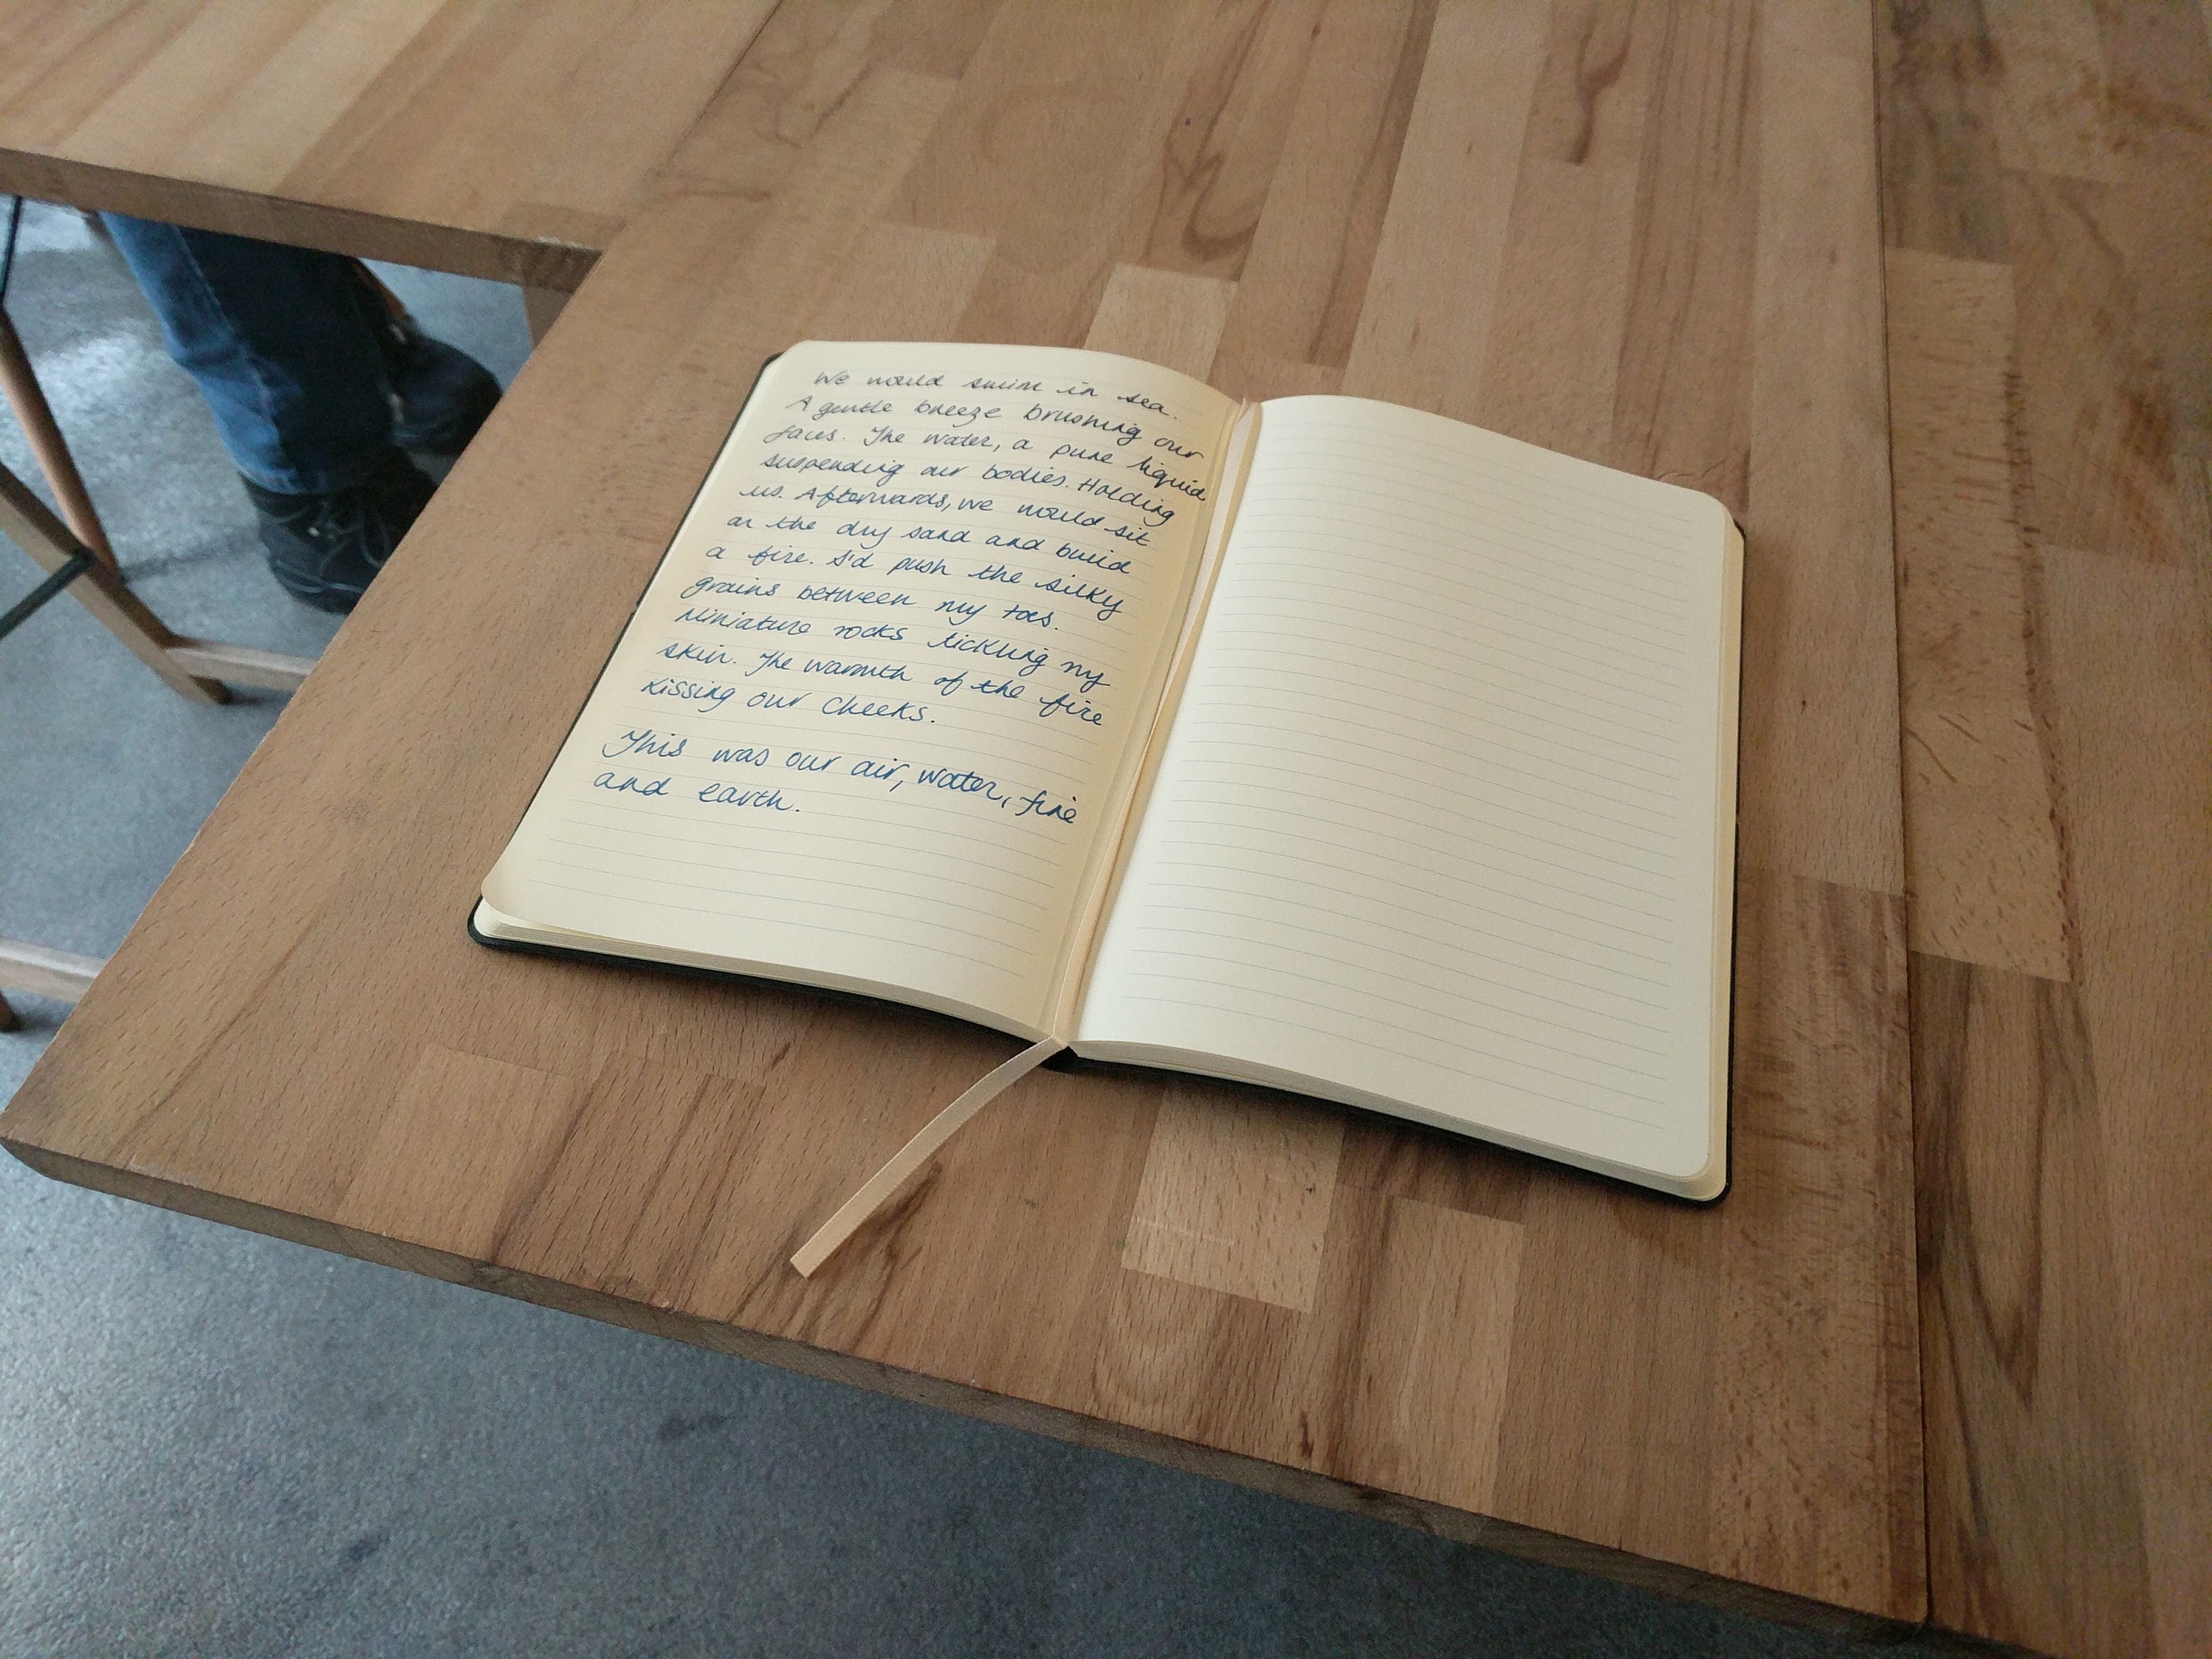 We would swim in sea.
A gentle breeze brushing our
faces. The water, a pure liquid
suspending our bodies. Holding
us. Afterwards, we would sit
on the dry sand and build
a fire. I'd push the silky
grains between my toes.
Miniature rocks tickling my
skin. The warmth of the fire
kissing our cheeks.
This was our air, water, fire
and earth.